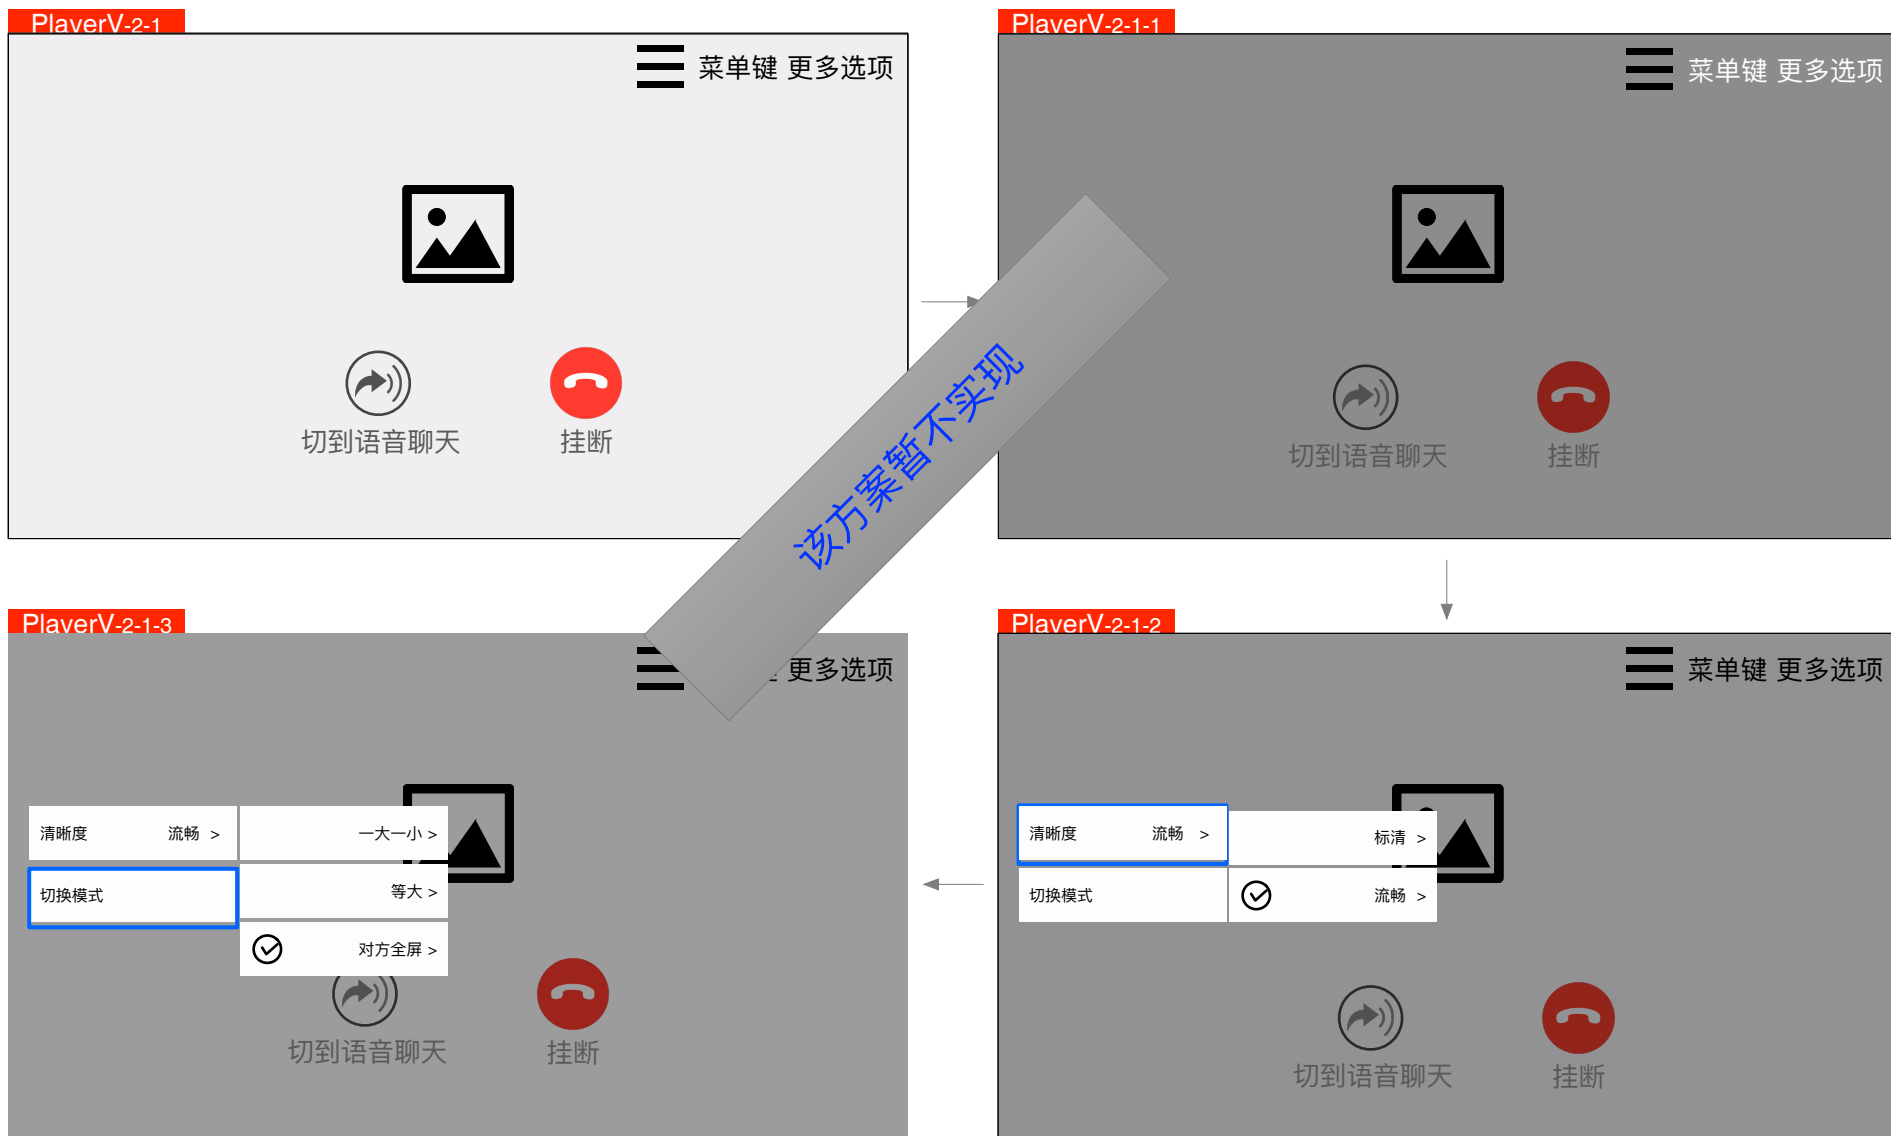 PlayerV-2-1
菜单键 更多选项
切到语音聊天
挂断
PlayerV-2-1-1
菜单键 更多选项
切到语音聊天
挂断
该方案暂不实现
PlayerV-2-1-3
更多选项
清晰度 流畅 >
一大一小 >
切换模式
等大 >
对方全屏 >
切到语音聊天
挂断
PlayerV-2-1-2
菜单键 更多选项
清晰度 流畅 >
标清 >
切换模式
流畅 >
切到语音聊天
挂断